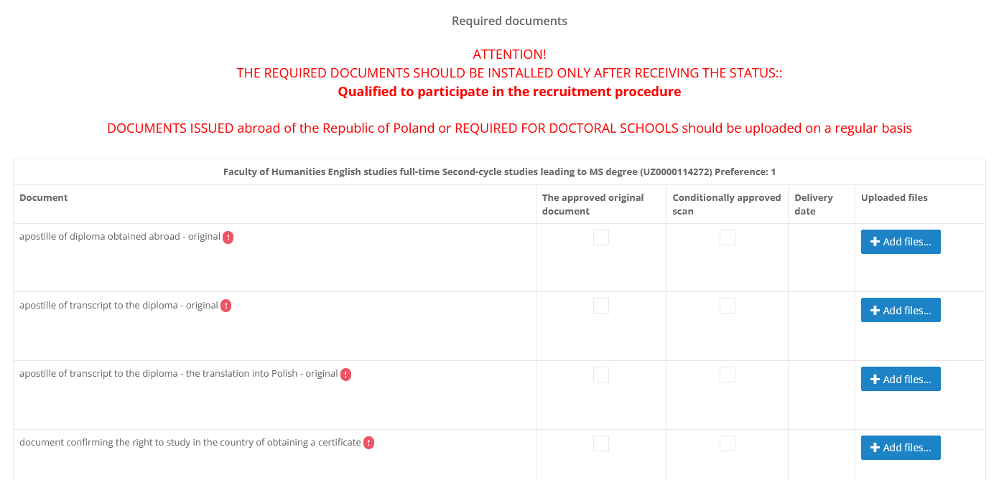 Required documents
ATTENTION!
THE REQUIRED DOCUMENTS SHOULD BE INSTALLED ONLY AFTER RECEIVING THE STATUS::
Qualified to participate in the recruitment procedure
DOCUMENTS ISSUED abroad of the Republic of Poland or REQUIRED FOR DOCTORAL SCHOOLS should be uploaded on a regular basis
Faculty of Humanities English studies full-time Second-cycle studies leading to MS degree (UZ0000114272) Preference: 1
Document
The approved original
document
Conditionally approved
scan
Delivery
date
Uploaded files
apostille of diploma obtained abroad - original !
Add files...
apostille of transcript to the diploma - original !
Add files...
apostille of transcript to the diploma - the translation into Polish - original !
Add files...
document confirming the right to study in the country of obtaining a certificate !
Add files...